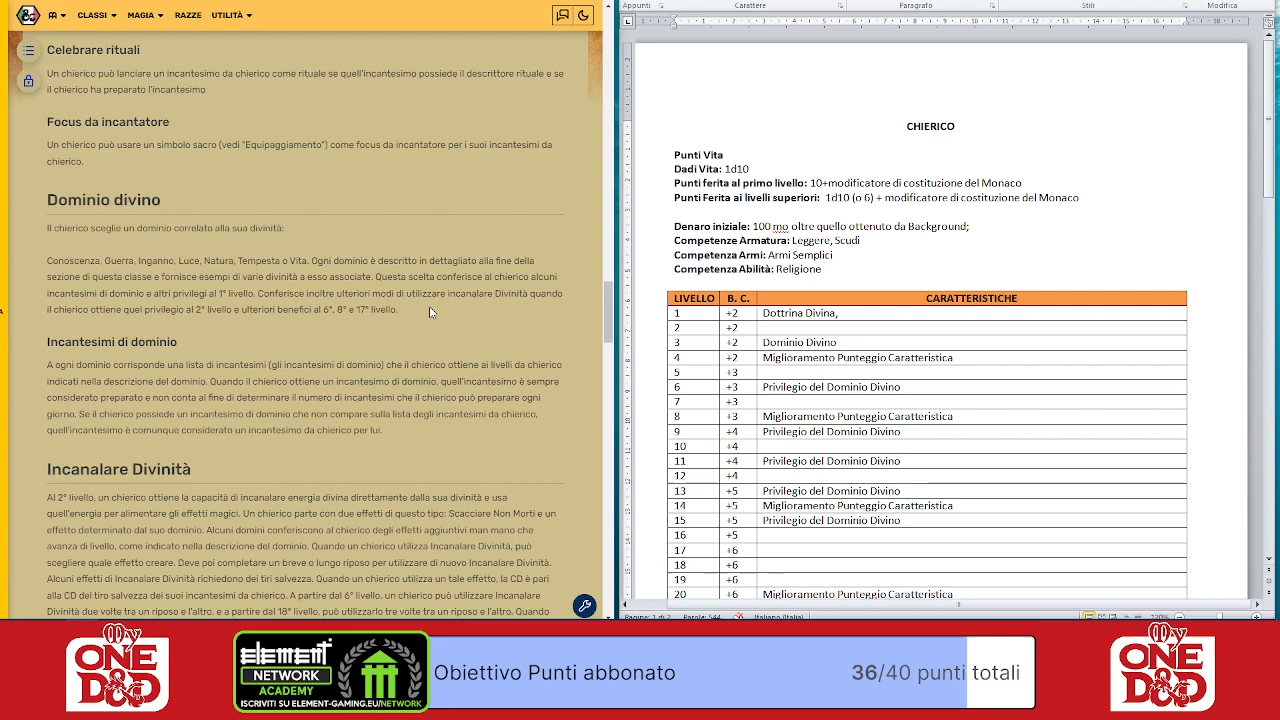 CLASSI MAGIA RAZZE UTILITÀ
Celebrare rituali
Un chierico può lanciare un incantesimo da chierico come rituale se quell'incantesimo possiede il descrittore rituale e se
il chierico ha preparato l'incantesimo
Focus da incantatore
Un chierico può usare un simbolo sacro (vedi "Equipaggiamento") come focus da incantatore per i suoi incantesimi da
chierico.
Dominio divino
Il chierico sceglie un dominio correlato alla sua divinità:
Conoscenza, Guerra, Inganno, Luce, Natura, Tempesta o Vita. Ogni dominio è descritto in dettagliato alla fine della
sezione di questa classe e fornisce esempi di varie divinità a esso associate. Questa scelta conferisce al chierico alcuni
incantesimi di dominio e altri privilegi al 1° livello. Conferisce inoltre ulteriori modi di utilizzare incanalare Divinità quando
il chierico ottiene quel privilegio al 2° livello e ulteriori benefici al 6°, 8° e 17° livello.
Incantesimi di dominio
A ogni dominio corrisponde una lista di incantesimi (gli incantesimi di dominio) che il chierico ottiene ai livelli da chierico
indicati nella descrizione del dominio. Quando il chierico ottiene un incantesimo di dominio, quell'incantesimo è sempre
considerato preparato e non conta al fine di determinare il numero di incantesimi che il chierico può preparare ogni
giorno. Se il chierico possiede un incantesimo di dominio che non compare sulla lista degli incantesimi da chierico,
quell'incantesimo è comunque considerato un incantesimo da chierico per lui.
Incanalare Divinità
Al 2° livello, un chierico ottiene la capacità di incanalare energia divina direttamente dalla sua divinità e usa
quell'energia per alimentare gli effetti magici. Un chierico parte con due effetti di questo tipo: Scacciare Non Morti e un
effetto determinato dal suo dominio. Alcuni domini conferiscono al chierico degli effetti aggiuntivi man mano che
avanza di livello, come indicato nella descrizione del dominio. Quando un chierico utilizza Incanalare Divinità, può
scegliere quale effetto creare. Deve poi completare un breve o lungo riposo per utilizzare di nuovo Incanalare Divinità.
Alcuni effetti di Incanalare Divinità richiedono dei tiri salvezza. Quando un chierico utilizza un tale effetto, la CD è pari
alla CD del tiro salvezza dei suoi incantesimi da chierico. A partire dal 6° livello, un chierico può utilizzare Incanalare
Divinità due volte tra un riposo e l'altro, e a partire dal 18° livello, può utilizzarlo tre volte tra un riposo e l'altro. Quando
Appunti Carattere Paragrafo Stili Modifica
CHIERICO
Punti Vita
Dadi Vita: 1d10
Punti ferita al primo livello: 10+modificatore di costituzione del Monaco
Punti Ferita ai livelli superiori: 1d10 (o 6) + modificatore di costituzione del Monaco
Denaro iniziale: 100 mo oltre quello ottenuto da Background;
Competenze Armatura: Leggere, Scudi
Competenza Armi: Armi Semplici
Competenza Abilità: Religione
LIVELLO B. C. CARATTERISTICHE
1 +2 Dottrina Divina,
2 +2
3 +2 Dominio Divino
4 +2 Miglioramento Punteggio Caratteristica
5 +3
6 +3 Privilegio del Dominio Divino
7 +3
8 +3 Miglioramento Punteggio Caratteristica
9 +4 Privilegio del Dominio Divino
10 +4
11 +4 Privilegio del Dominio Divino
12 +4
13 +5 Privilegio del Dominio Divino
14 +5 Miglioramento Punteggio Caratteristica
15 +5 Privilegio del Dominio Divino
16 +5
17 +6
18 +6
19 +6
20 +6 Miglioramento Punteggio Caratteristica
Pagina: 1 di 2 Parole: 544 Italiano (Italia) 120%
My
ONE
D&D
element
NETWORK
ACADEMY
ISCRIVITI SU ELEMENT-GAMING.EU/NETWORK
Obiettivo Punti abbonato 36/40 punti totali
My
ONE
D&D